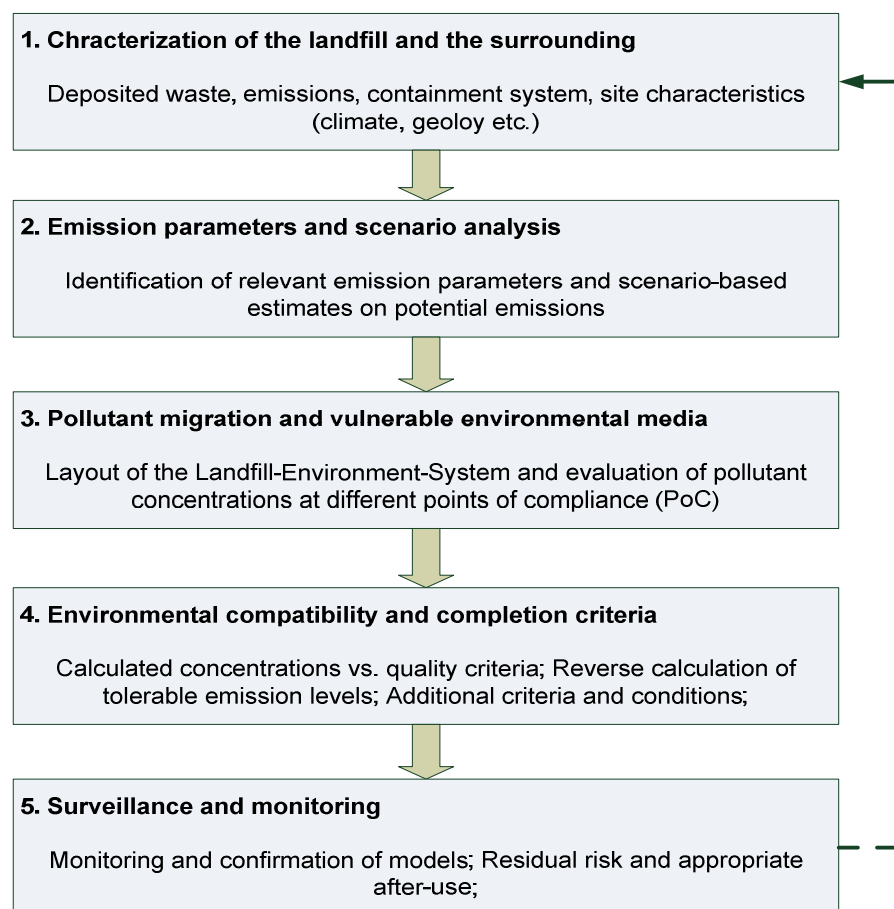 1. Chracterization of the landfill and the surrounding
Deposited waste, emissions, containment system, site characteristics
(climate, geoloy etc.)
2. Emission parameters and scenario analysis
Identification of relevant emission parameters and scenario-based
estimates on potential emissions
3. Pollutant migration and vulnerable environmental media
Layout of the Landfill-Environment-System and evaluation of pollutant
concentrations at different points of compliance (PoC)
4. Environmental compatibility and completion criteria
Calculated concentrations vs. quality criteria; Reverse calculation of
tolerable emission levels; Additional criteria and conditions;
5. Surveillance and monitoring
Monitoring and confirmation of models; Residual risk and appropriate
after-use;